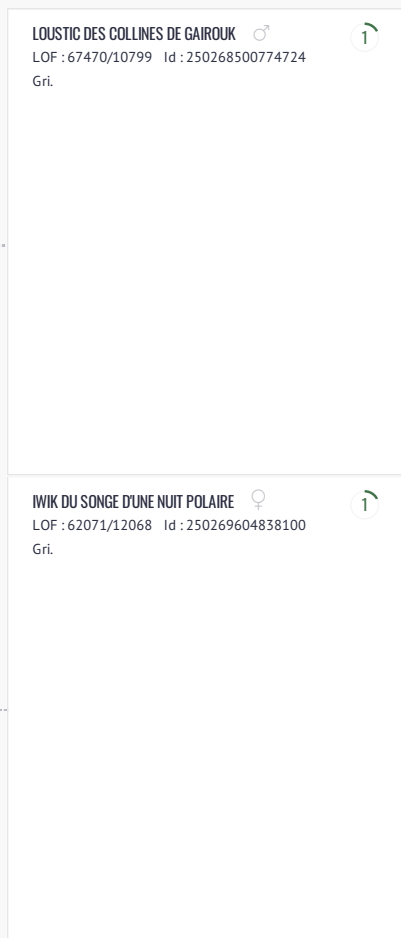 LOUSTIC DES COLLINES DE GAIROUK ♂ 1
LOF : 67470/10799 Id : 250268500774724
Gri.
IWIK DU SONGE D'UNE NUIT POLAIRE ♀ 1
LOF : 62071/12068 Id : 250269604838100
Gri.